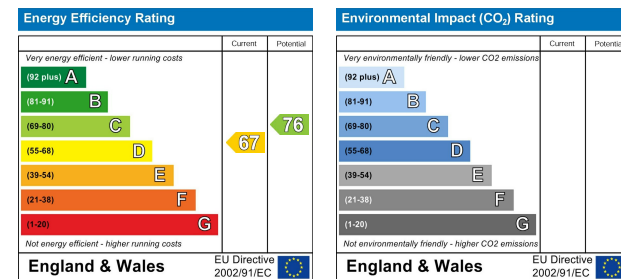 Energy Efficiency Rating
Current Potential
Very energy efficient - lower running costs
(92 plus) A
(81-91) B
(69-80) C
(55-68) D
(39-54) E
(21-38) F
(1-20) G
67
76
Not energy efficient - higher running costs
England & Wales
EU Directive
2002/91/EC
Environmental Impact (CO2) Rating
Current Potential
Very environmentally friendly - lower CO2 emissions
(92 plus) A
(81-91) B
(69-80) C
(55-68) D
(39-54) E
(21-38) F
(1-20) G
Not environmentally friendly - higher CO2 emissions
England & Wales
EU Directive
2002/91/EC